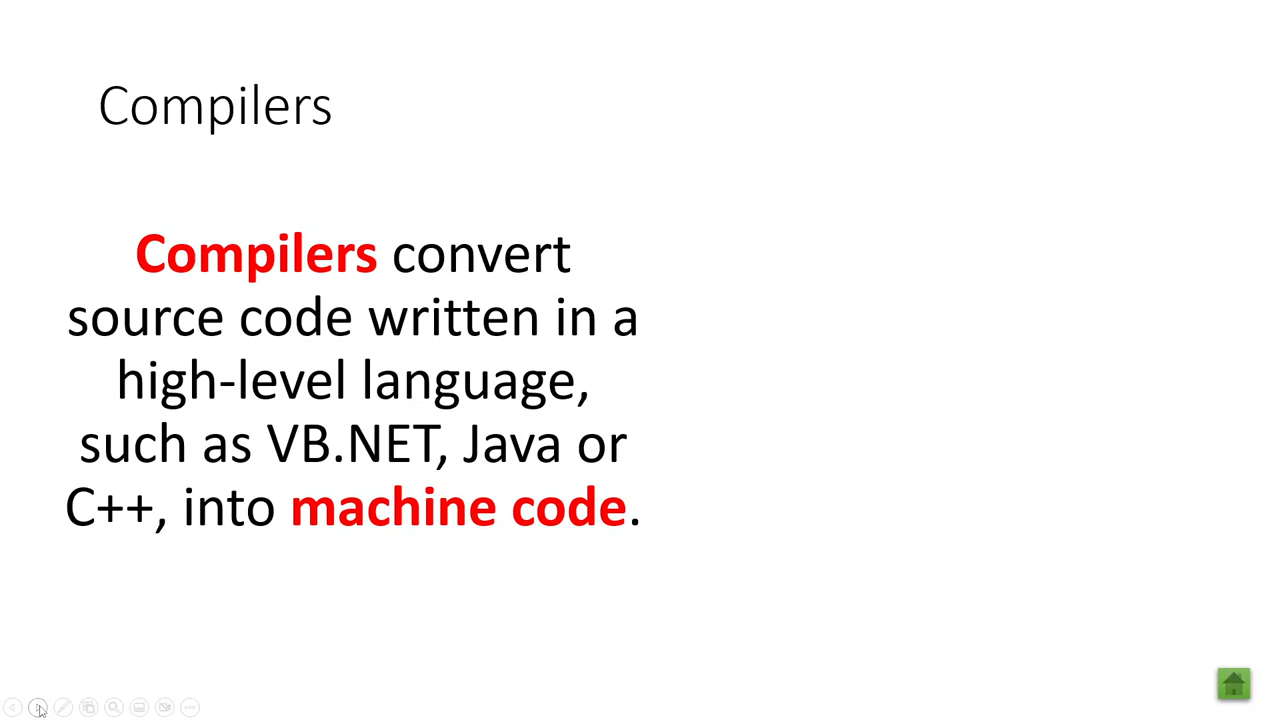 Compilers
Compilers convert
source code written in a
high-level language,
such as VB.NET, Java or
C++, into machine code.